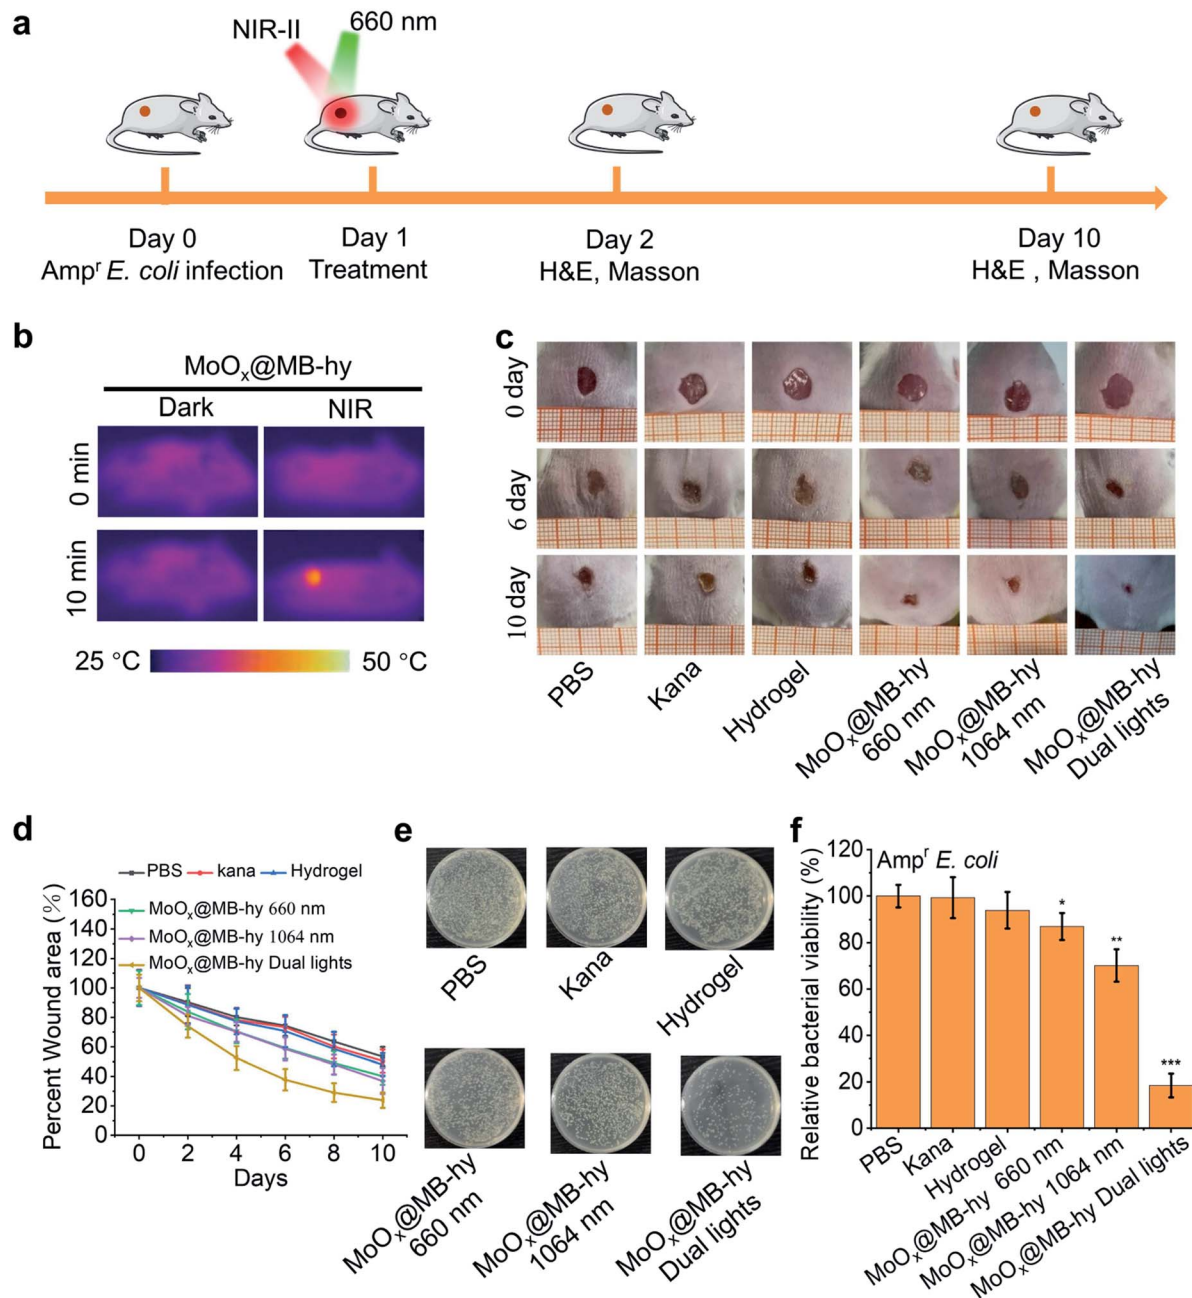 a
NIR-II
660 nm
Day 0
Ampʳ E. coli infection
Day 1
Treatment
Day 2
H&E, Masson
Day 10
H&E , Masson
b
MoOₓ@MB-hy
Dark
NIR
0 min
10 min
25 °C
50 °C
c
0 day
6 day
10 day
PBS
Kana
Hydrogel
MoOₓ@MB-hy
660 nm
MoOₓ@MB-hy
1064 nm
MoOₓ@MB-hy
Dual lights
d
PBS kana Hydrogel
MoOₓ@MB-hy 660 nm
MoOₓ@MB-hy 1064 nm
MoOₓ@MB-hy Dual lights
Percent Wound area (%)
160
140
120
100
80
60
40
20
0
0 2 4 6 8 10
Days
e
PBS
Kana
Hydrogel
MoOₓ@MB-hy
660 nm
MoOₓ@MB-hy
1064 nm
MoOₓ@MB-hy
Dual lights
f
Ampʳ E. coli
Relative bacterial viability (%)
120
100
80
60
40
20
0
*
**
***
PBS
Kana
Hydrogel
MoOₓ@MB-hy 660 nm
MoOₓ@MB-hy 1064 nm
MoOₓ@MB-hy Dual lights